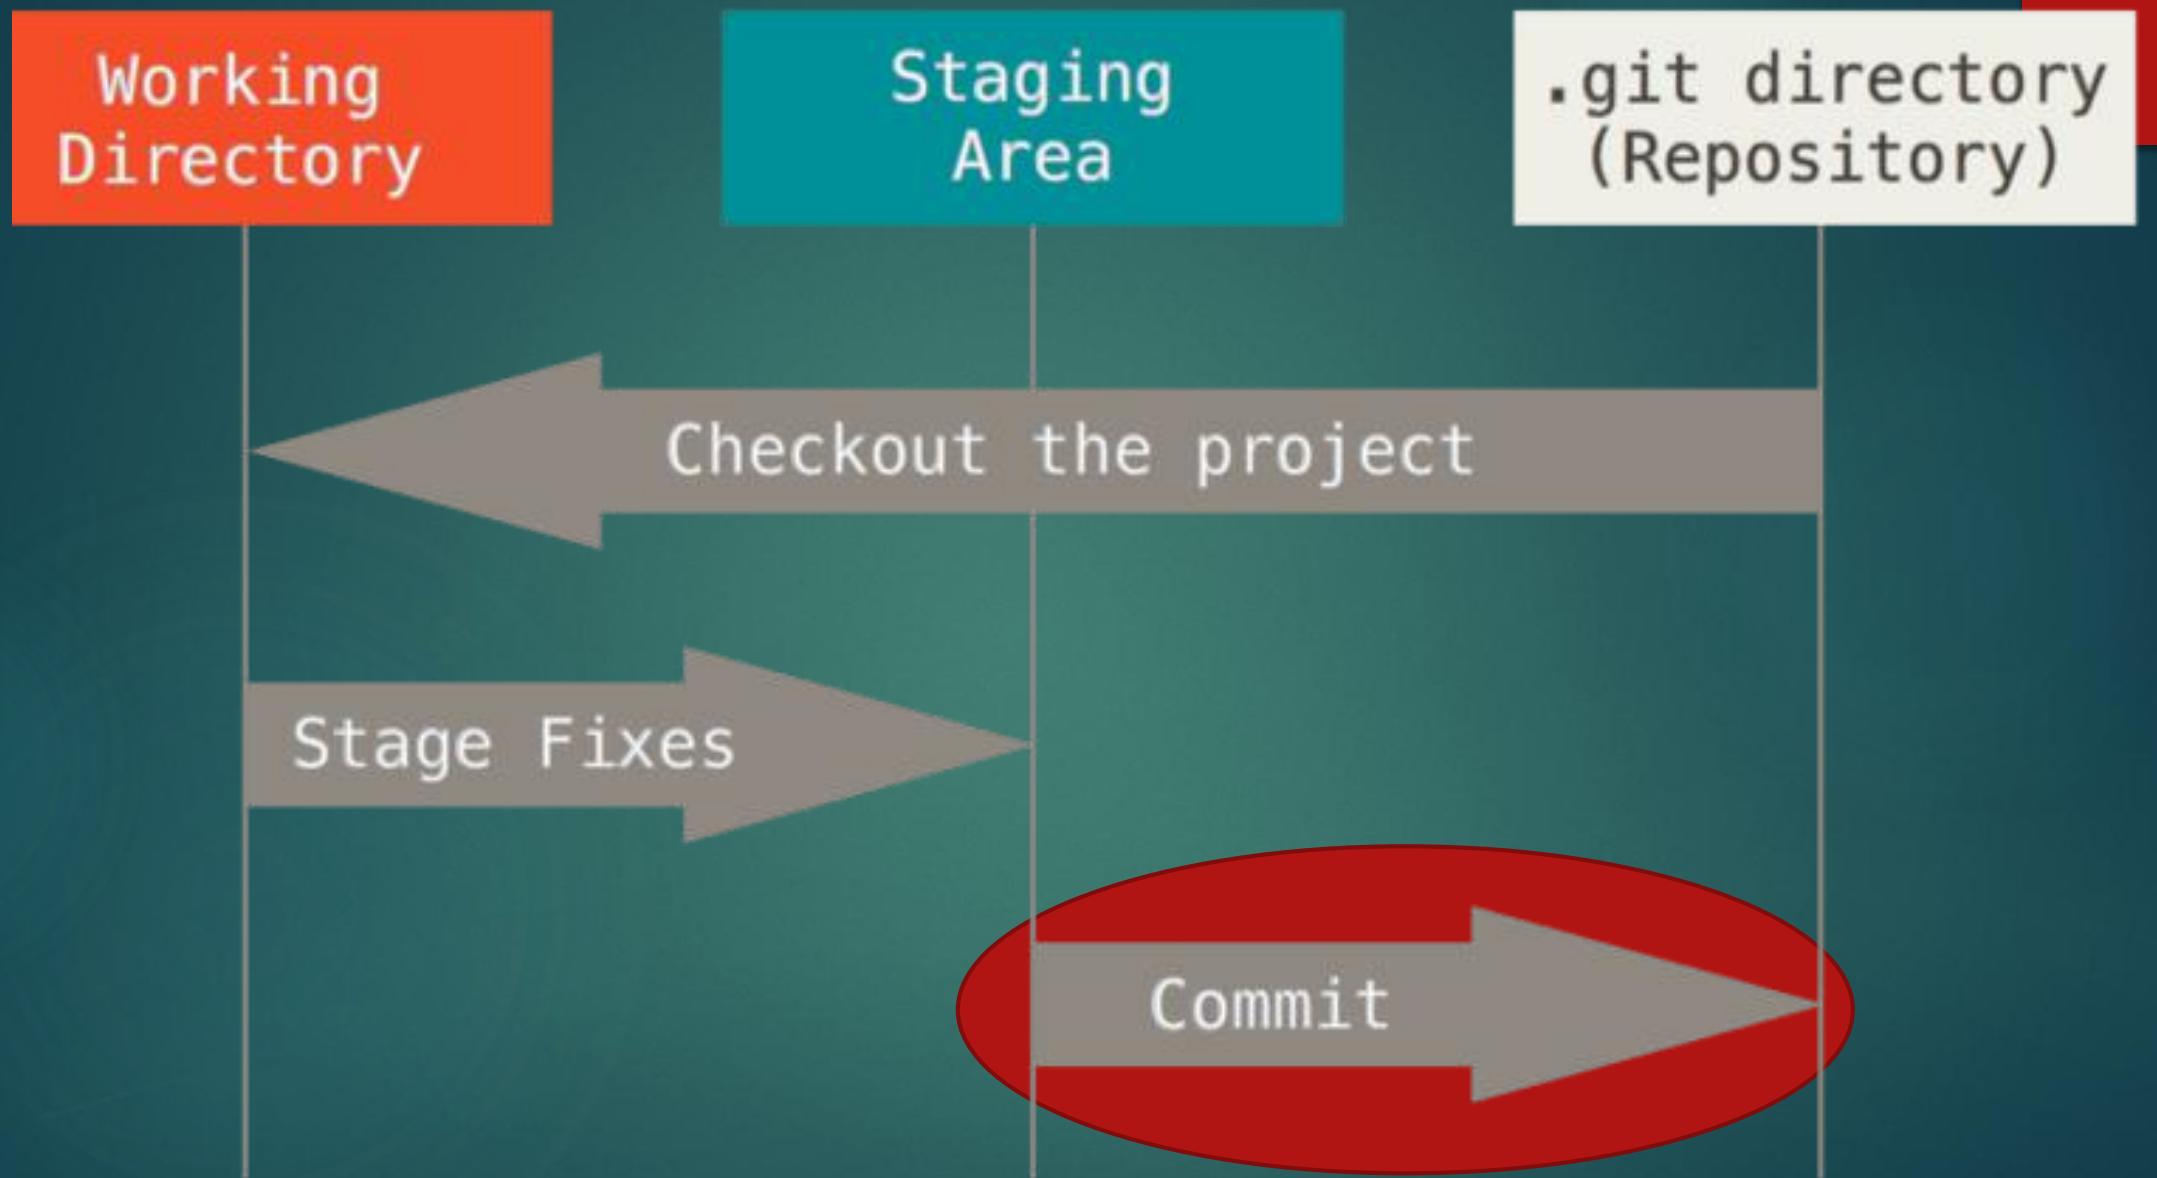 Working
Directory
Staging
Area
.git directory
(Repository)
Checkout the project
Stage Fixes
Commit